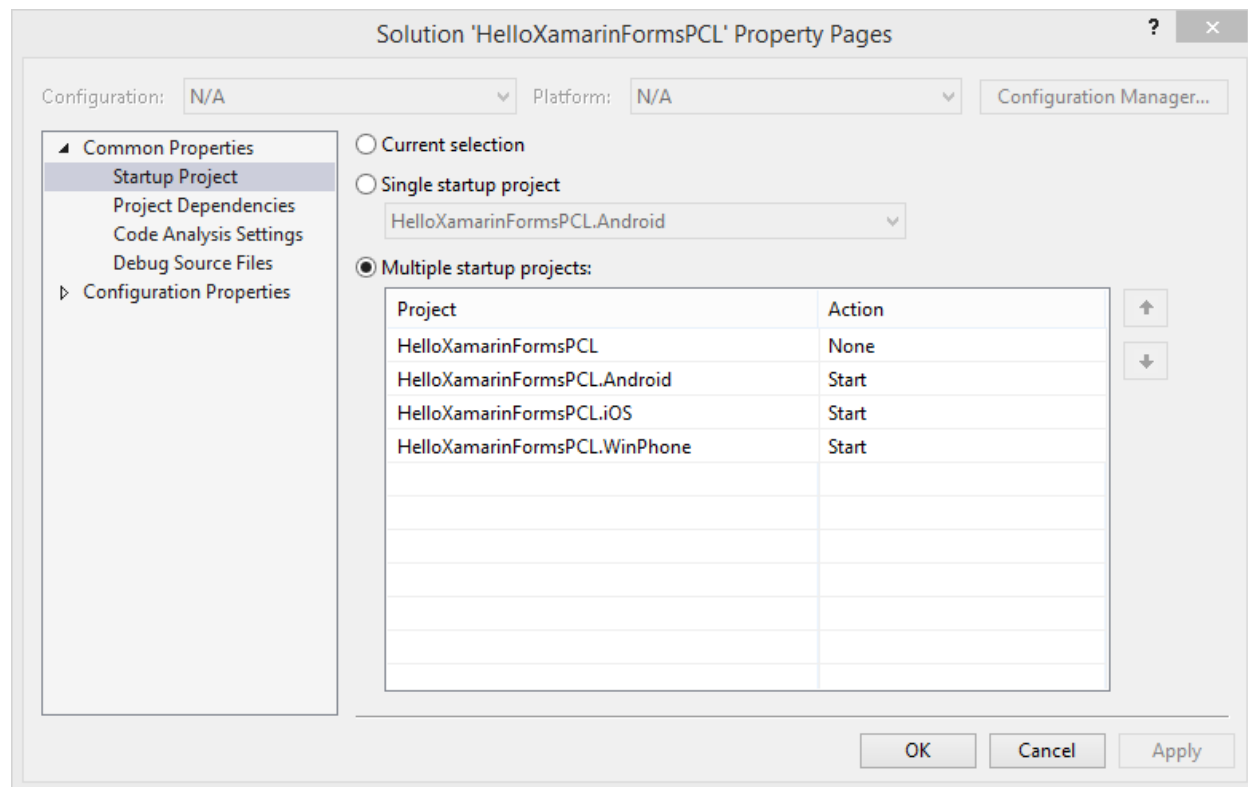 Solution 'HelloXamarinFormsPCL' Property Pages
?
Configuration: N/A Platform: N/A Configuration Manager...
Common Properties
Startup Project
Project Dependencies
Code Analysis Settings
Debug Source Files
Configuration Properties
Current selection
Single startup project
HelloXamarinFormsPCL.Android
Multiple startup projects:
Project Action
HelloXamarinFormsPCL None
HelloXamarinFormsPCL.Android Start
HelloXamarinFormsPCL.iOS Start
HelloXamarinFormsPCL.WinPhone Start
OK Cancel Apply